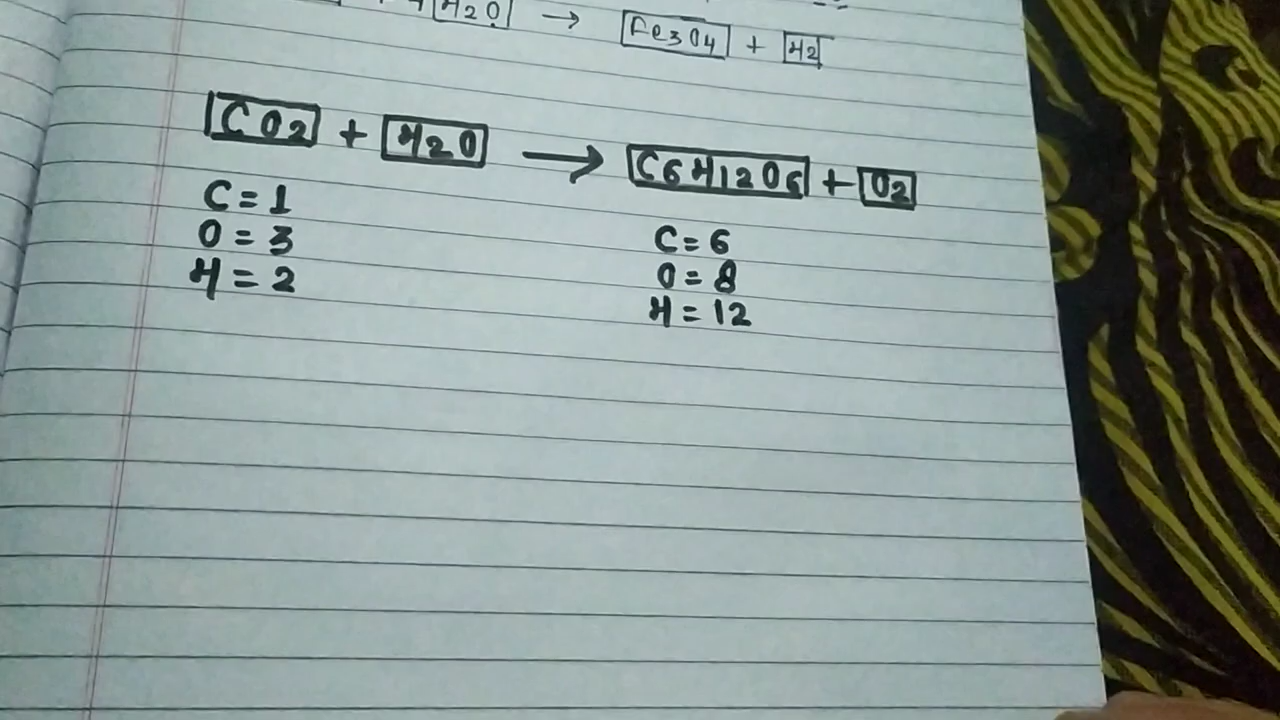 H2O → Fe3O4 + H2
CO2 + H2O → C6H12O6 + O2
C = 1
O = 3
H = 2
C = 6
O = 8
H = 12